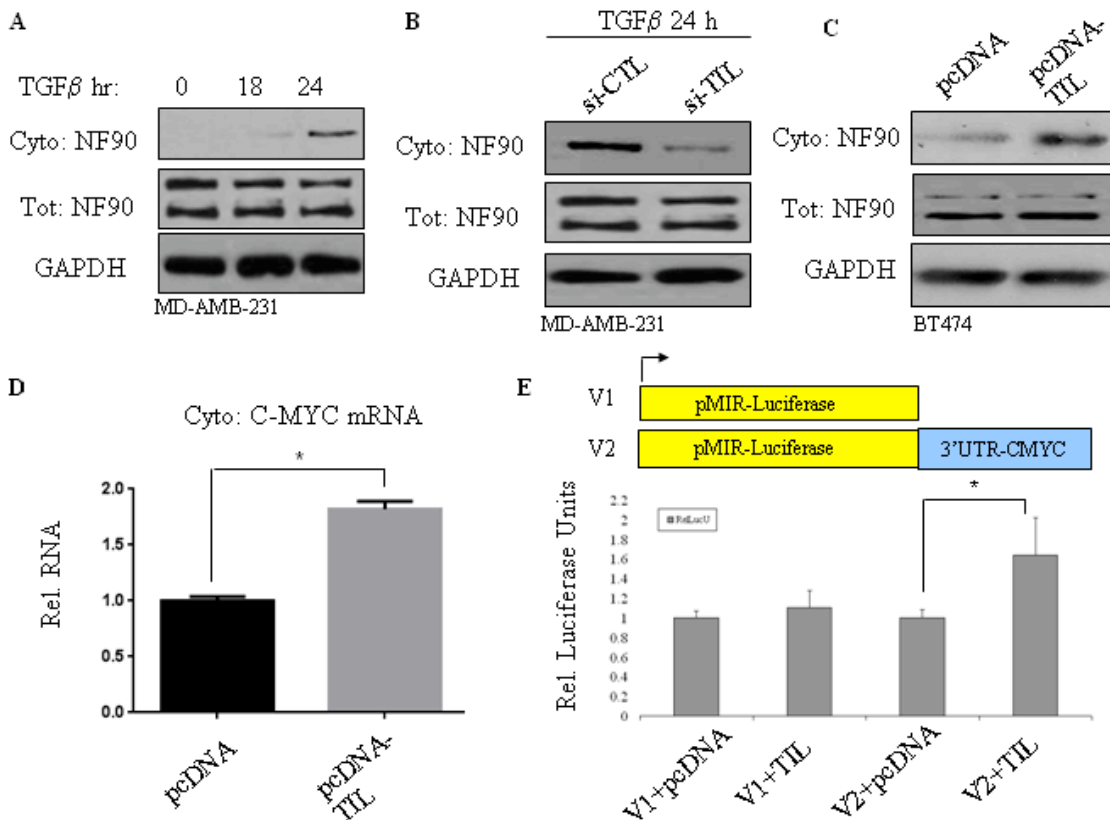 A
TGFβ hr: 0 18 24
Cyto: NF90
Tot: NF90
GAPDH
MD-AMB-231
B
TGFβ 24 h
si-CTL si-TIL
Cyto: NF90
Tot: NF90
GAPDH
MD-AMB-231
C
pcDNA pcDNA-
TIL
Cyto: NF90
Tot: NF90
GAPDH
BT474
D
Cyto: C-MYC mRNA
*
Rel. RNA
2.0
1.5
1.0
0.5
0.0
pcDNA pcDNA-
TIL
E
V1 pMIR-Luciferase
V2 pMIR-Luciferase 3'UTR-CMYC
*
Rel. Luciferase Units
2.2
2
1.8
1.6
1.4
1.2
1
0.8
0.6
0.4
0.2
0
RelLucU
V1+pcDNA V1+TIL V2+pcDNA V2+TIL